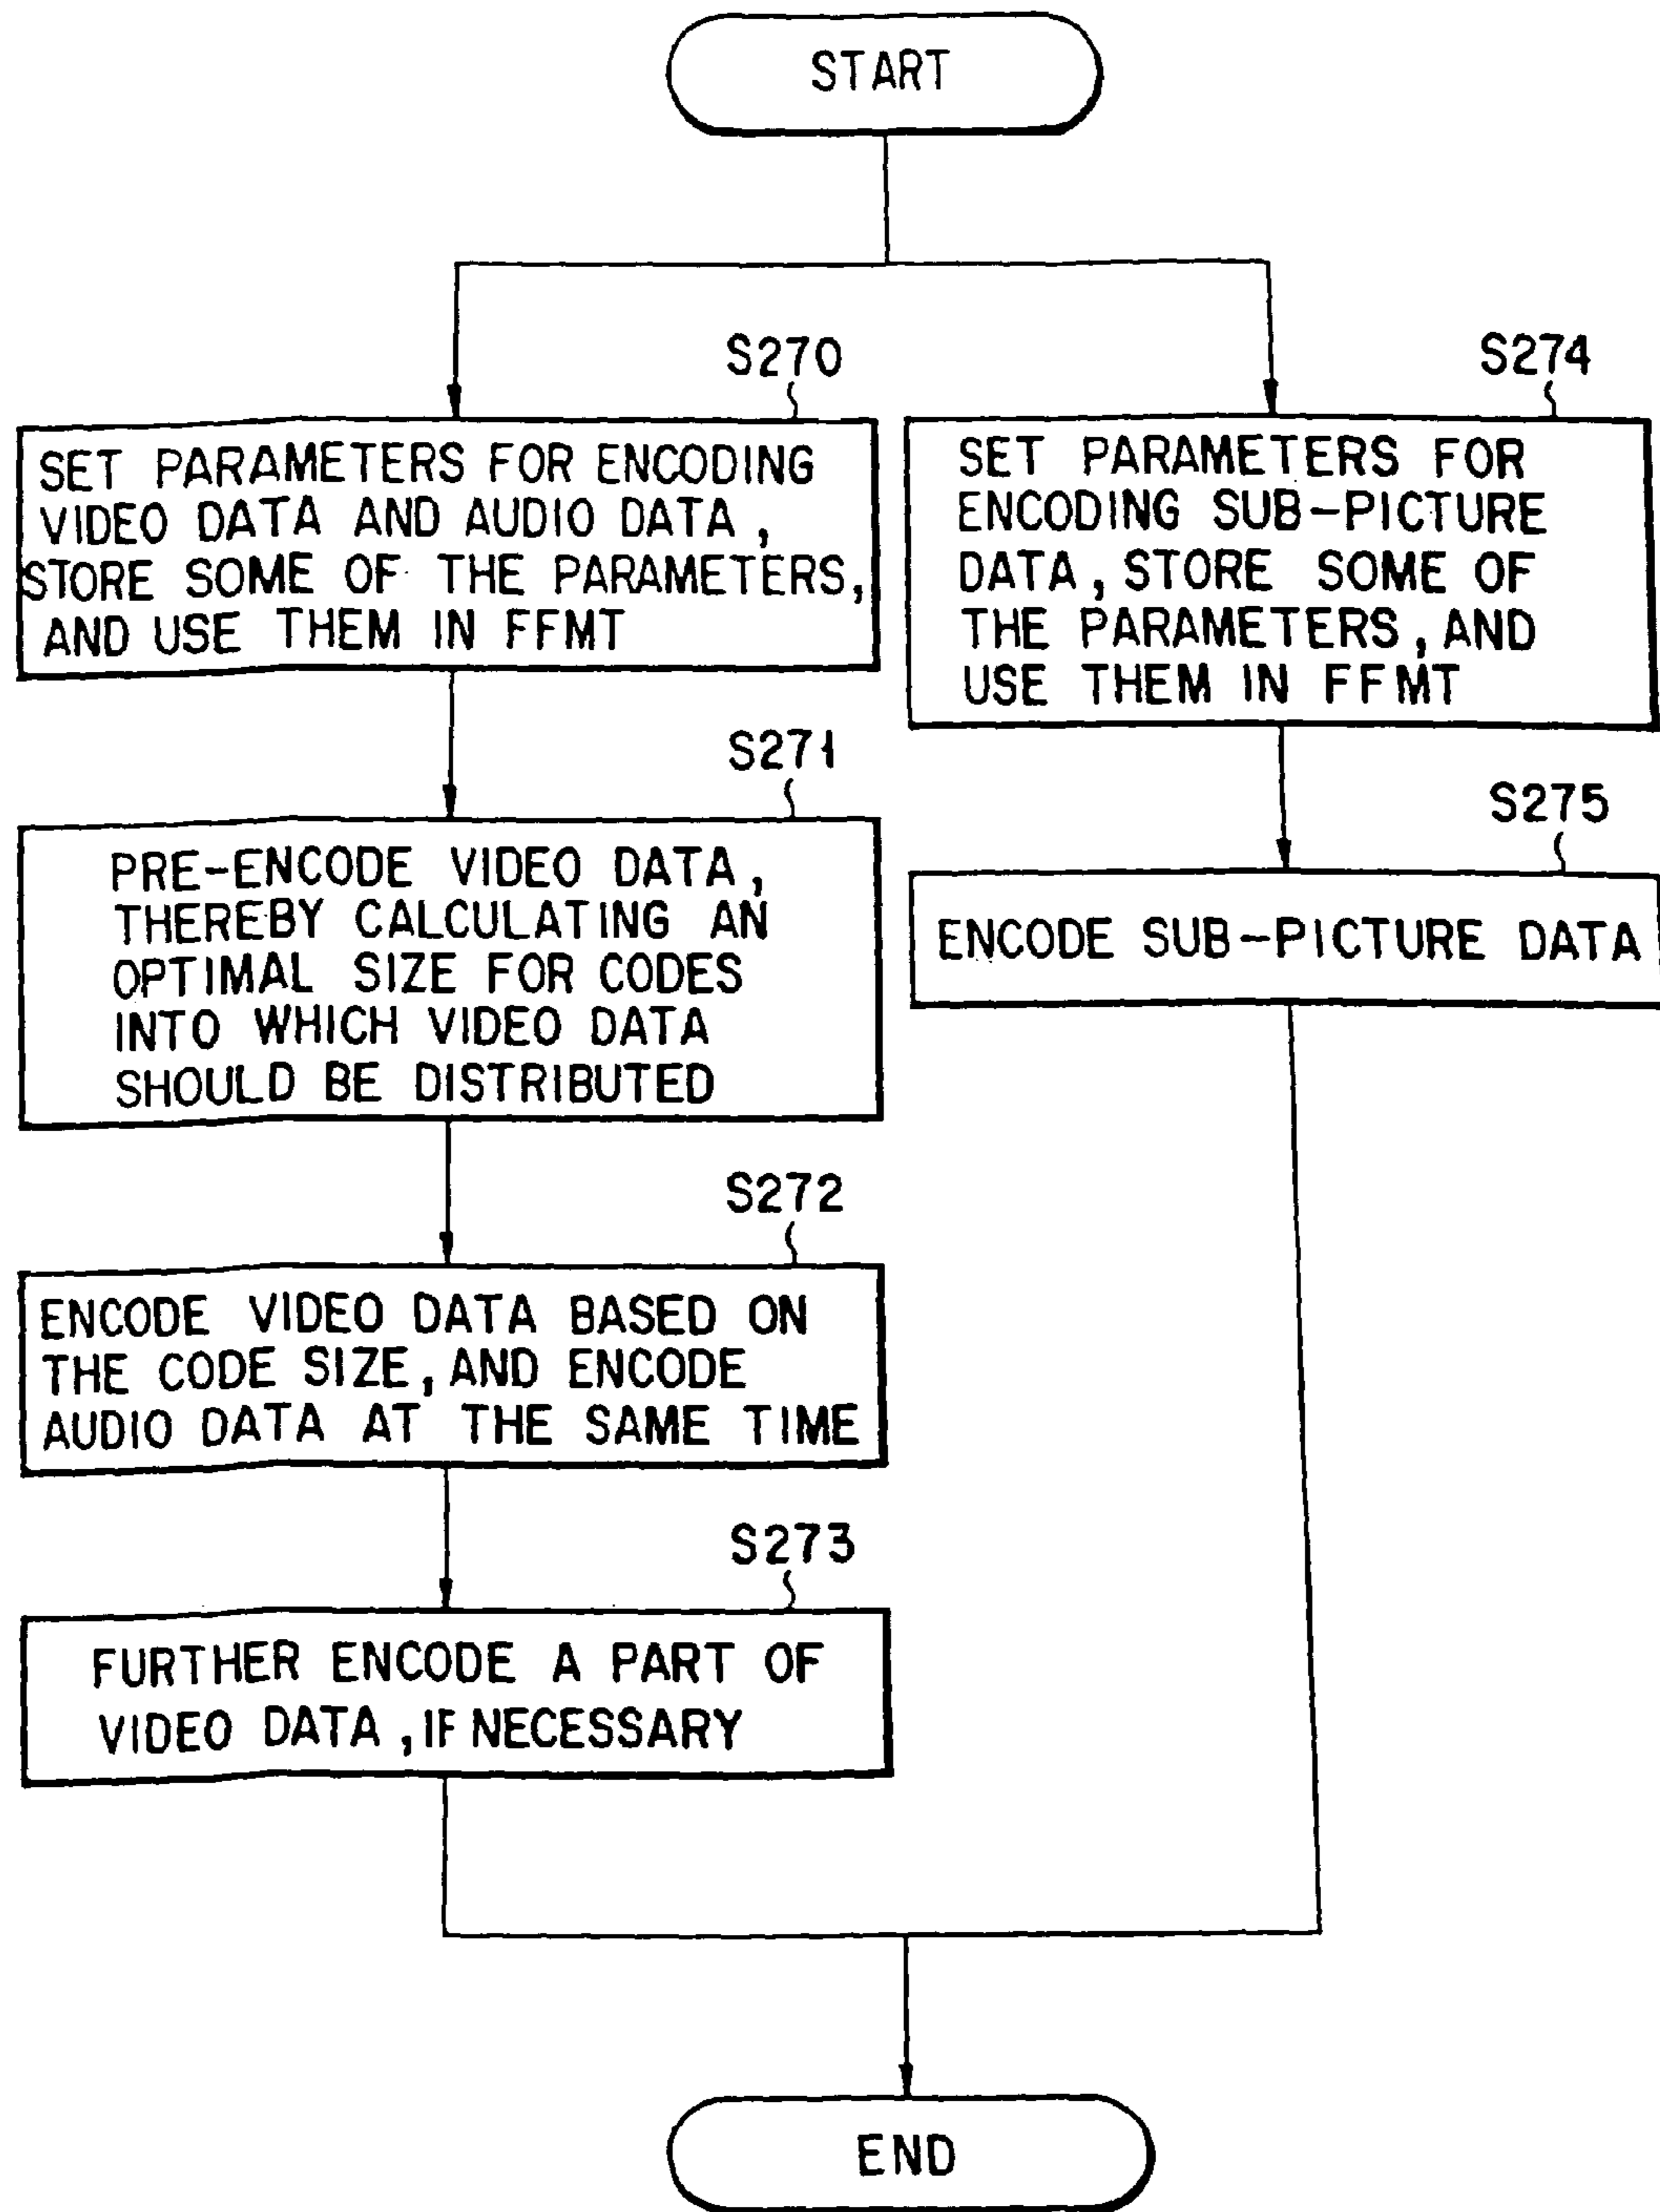 START
S270
SET PARAMETERS FOR ENCODING
VIDEO DATA AND AUDIO DATA,
STORE SOME OF THE PARAMETERS,
AND USE THEM IN FFMT
S271
PRE-ENCODE VIDEO DATA,
THEREBY CALCULATING AN
OPTIMAL SIZE FOR CODES
INTO WHICH VIDEO DATA
SHOULD BE DISTRIBUTED
S272
ENCODE VIDEO DATA BASED ON
THE CODE SIZE, AND ENCODE
AUDIO DATA AT THE SAME TIME
S273
FURTHER ENCODE A PART OF
VIDEO DATA, IF NECESSARY
S274
SET PARAMETERS FOR
ENCODING SUB-PICTURE
DATA, STORE SOME OF
THE PARAMETERS, AND
USE THEM IN FFMT
S275
ENCODE SUB-PICTURE DATA
END